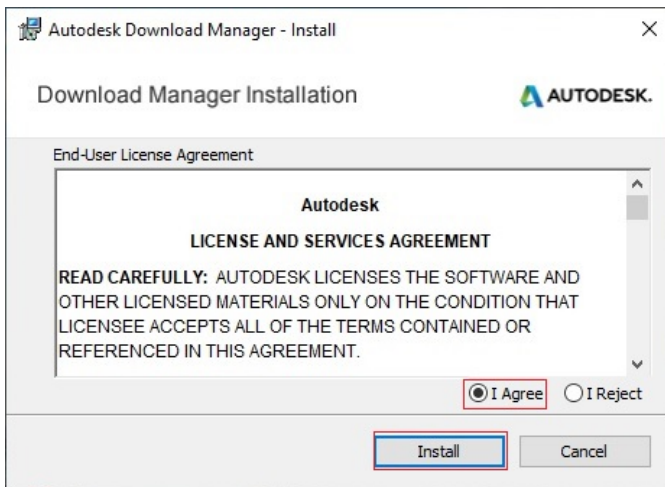 Autodesk Download Manager - Install
Download Manager Installation
AUTODESK.
End-User License Agreement
Autodesk
LICENSE AND SERVICES AGREEMENT
READ CAREFULLY: AUTODESK LICENSES THE SOFTWARE AND
OTHER LICENSED MATERIALS ONLY ON THE CONDITION THAT
LICENSEE ACCEPTS ALL OF THE TERMS CONTAINED OR
REFERENCED IN THIS AGREEMENT.
I Agree I Reject
Install Cancel